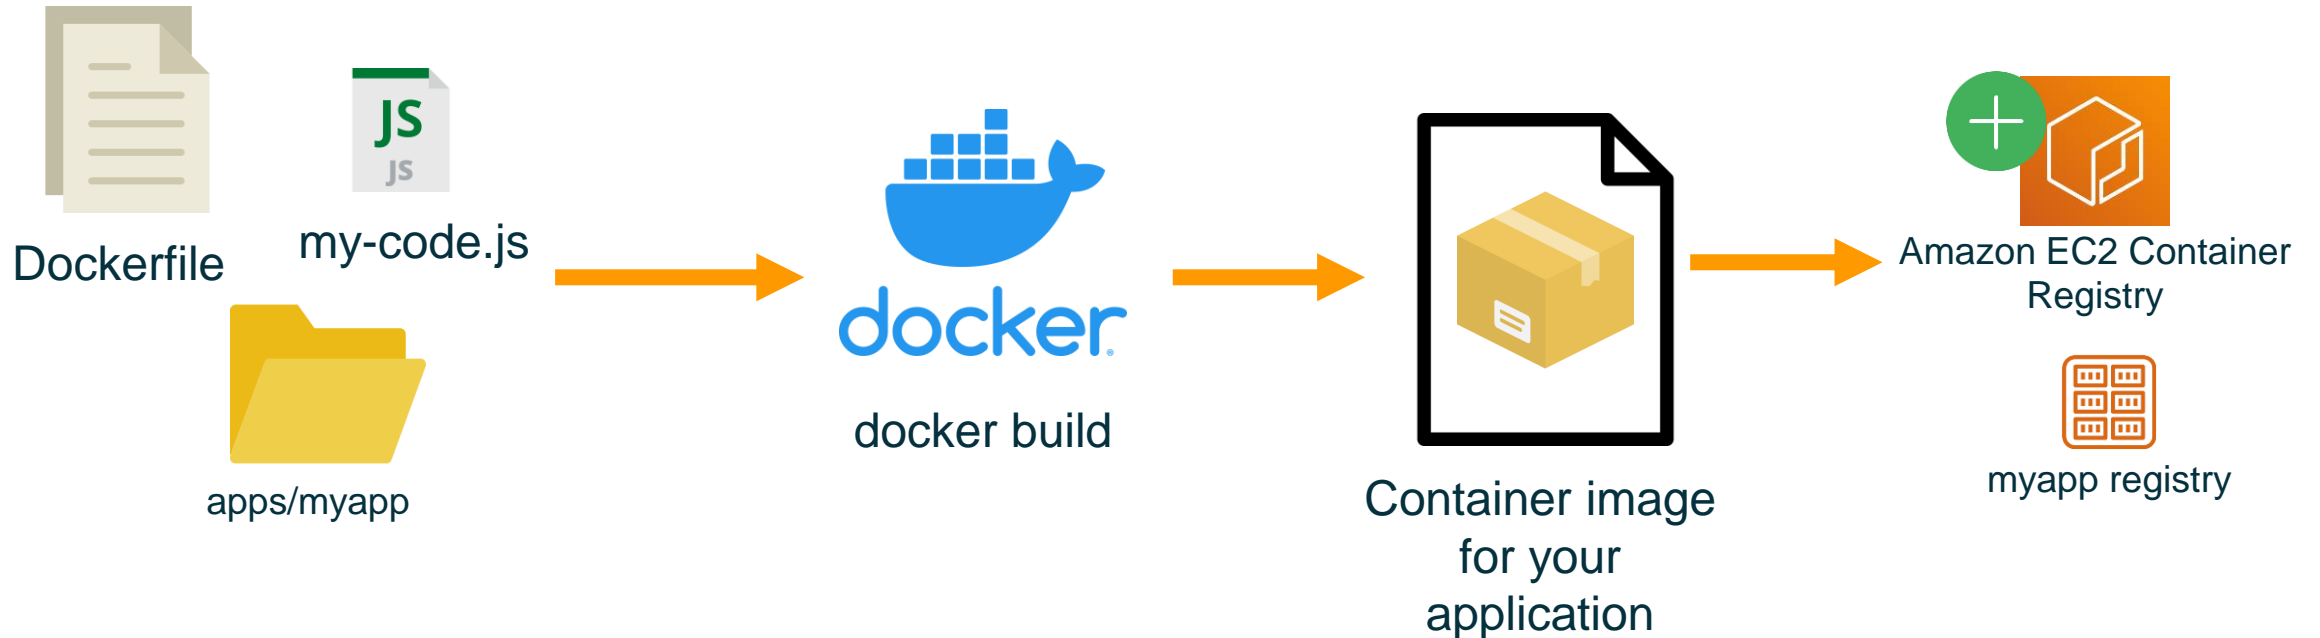 JS
JS
Dockerfile
my-code.js
apps/myapp
docker
docker build
Container image
for your
application
Amazon EC2 Container
Registry
myapp registry